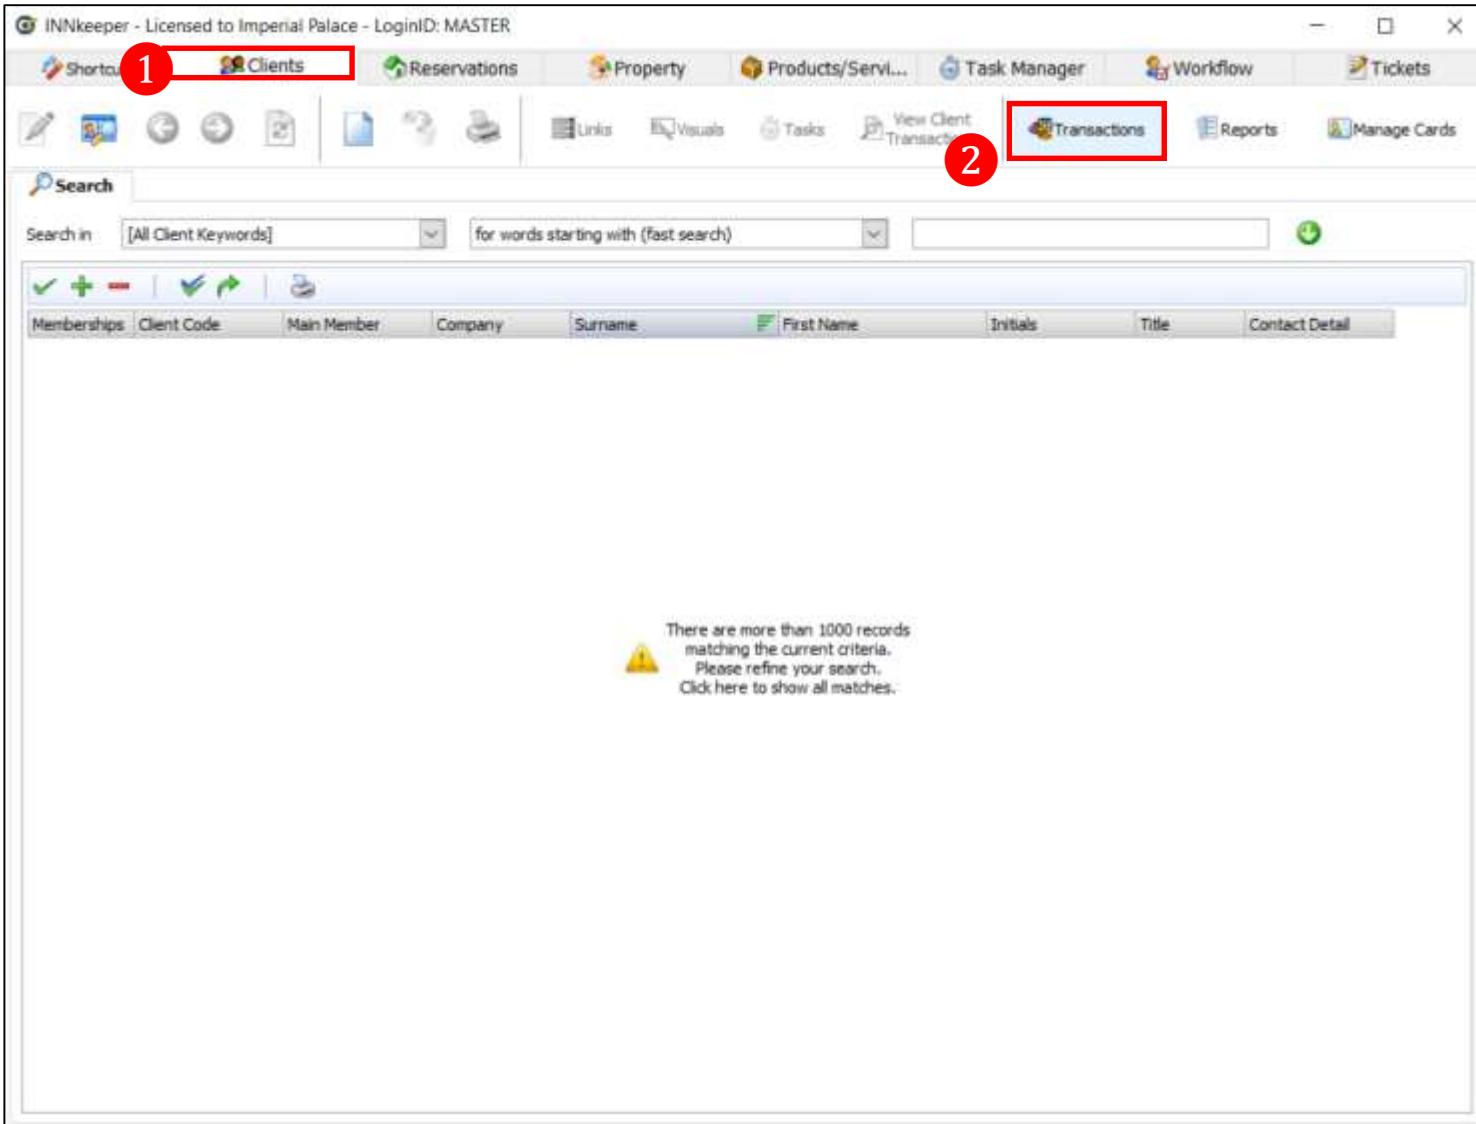 INNkeeper - Licensed to Imperial Palace - LoginID: MASTER
1 Clients Reservations Property Products/Servi... Task Manager Workflow Tickets
Links Visuals Tasks View Client Transactions Reports Manage Cards
2
Search
Search in [All Client Keywords] for words starting with (fast search)
Memberships Client Code Main Member Company Surname First Name Initials Title Contact Detail
There are more than 1000 records
matching the current criteria.
Please refine your search.
Click here to show all matches.